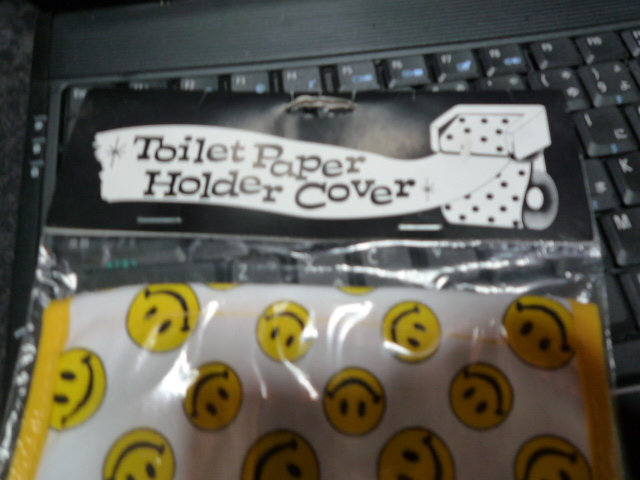 Toilet Paper
Holder Cover
K
M